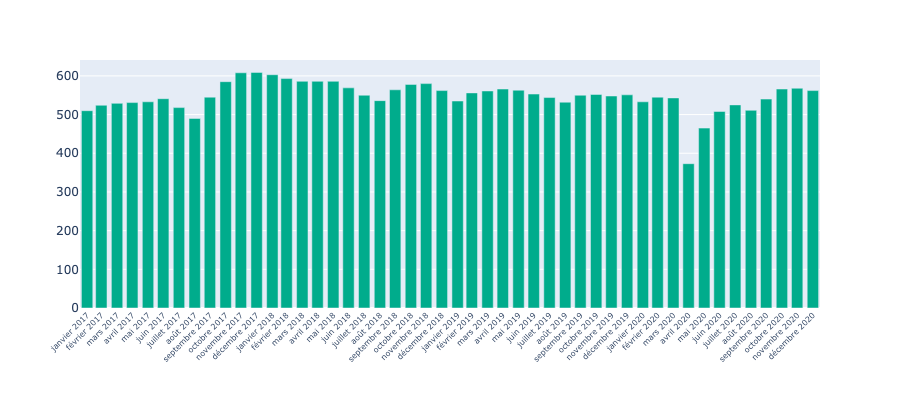 600
500
400
300
200
100
0
janvier 2017
février 2017
mars 2017
avril 2017
mai 2017
juin 2017
juillet 2017
août 2017
septembre 2017
octobre 2017
novembre 2017
décembre 2017
janvier 2018
février 2018
mars 2018
avril 2018
mai 2018
juin 2018
juillet 2018
août 2018
septembre 2018
octobre 2018
novembre 2018
décembre 2018
janvier 2019
février 2019
mars 2019
avril 2019
mai 2019
juin 2019
juillet 2019
août 2019
septembre 2019
octobre 2019
novembre 2019
décembre 2019
janvier 2020
février 2020
mars 2020
avril 2020
mai 2020
juin 2020
juillet 2020
août 2020
septembre 2020
octobre 2020
novembre 2020
décembre 2020